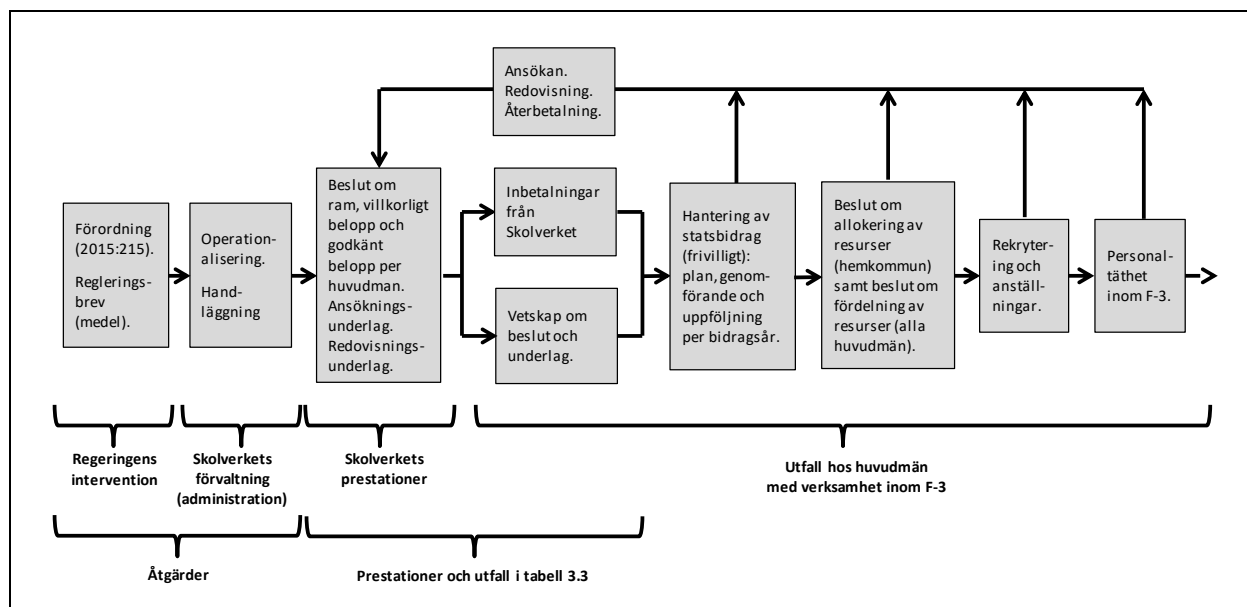 Ansökan.
Redovisning.
Återbetalning.
Förordning
(2015:215).
Reglerings-
brev
(medel).
Operation-
alisering.
Hand-
läggning
Beslut om
ram, villkorligt
belopp och
godkänt
belopp per
huvudman.
Ansöknings-
underlag.
Redovisnings-
underlag.
Inbetalningar
från
Skolverket
Vetskap om
beslut och
underlag.
Hantering av
statsbidrag
(frivilligt):
plan, genom-
förande och
uppföljning
per bidragsår.
Beslut om
allokering av
resurser
(hemkommun)
samt beslut om
fördelning av
resurser (alla
huvudmän).
Rekryter-
ing och
anställ-
ningar.
Personal-
täthet
inom F-3.
Regeringens
intervention
Skolverkets
förvaltning
(administration)
Skolverkets
prestationer
Utfall hos huvudmän
med verksamhet inom F-3
Åtgärder
Prestationer och utfall i tabell 3.3